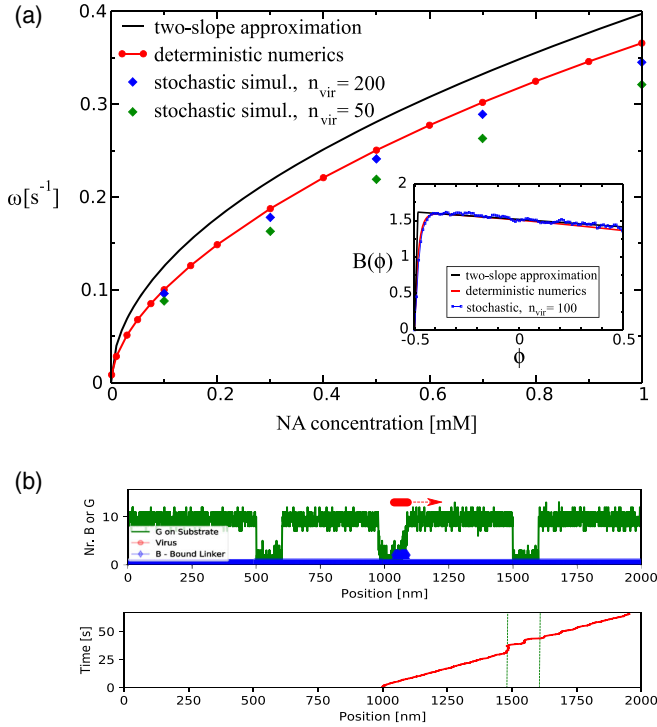 (a)
two-slope approximation
deterministic numerics
stochastic simul., n_vir = 200
stochastic simul., n_vir = 50
ω[s⁻¹]
0.4
0.3
0.2
0.1
0
0 0.2 0.4 0.6 0.8 1
NA concentration [mM]
B(ϕ)
2
1.5
1
0.5
0
two-slope approximation
deterministic numerics
stochastic, n_vir = 100
-0.5 0 0.5
ϕ
(b)
Nr. B or G
10
0
G on Substrate
Virus
B - Bound Linker
0 250 500 750 1000 1250 1500 1750 2000
Position [nm]
Time [s]
50
25
0
0 250 500 750 1000 1250 1500 1750 2000
Position [nm]